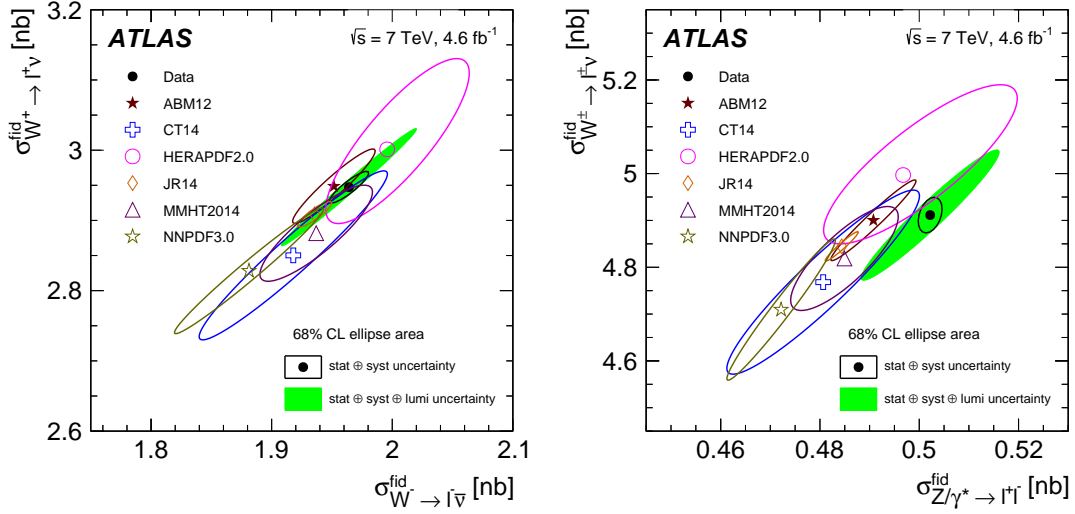 σ^fid_W⁺ → l⁺ν [nb]
ATLAS
√s = 7 TeV, 4.6 fb⁻¹
Data
ABM12
CT14
HERAPDF2.0
JR14
MMHT2014
NNPDF3.0
68% CL ellipse area
stat ⊕ syst uncertainty
stat ⊕ syst ⊕ lumi uncertainty
3.2
3
2.8
2.6
1.8
1.9
2
2.1
σ^fid_W⁻ → l⁻ν̅ [nb]
σ^fid_W± → l±ν [nb]
ATLAS
√s = 7 TeV, 4.6 fb⁻¹
Data
ABM12
CT14
HERAPDF2.0
JR14
MMHT2014
NNPDF3.0
68% CL ellipse area
stat ⊕ syst uncertainty
stat ⊕ syst ⊕ lumi uncertainty
5.2
5
4.8
4.6
0.46
0.48
0.5
0.52
σ^fid_Z/γ* → l⁺l⁻ [nb]